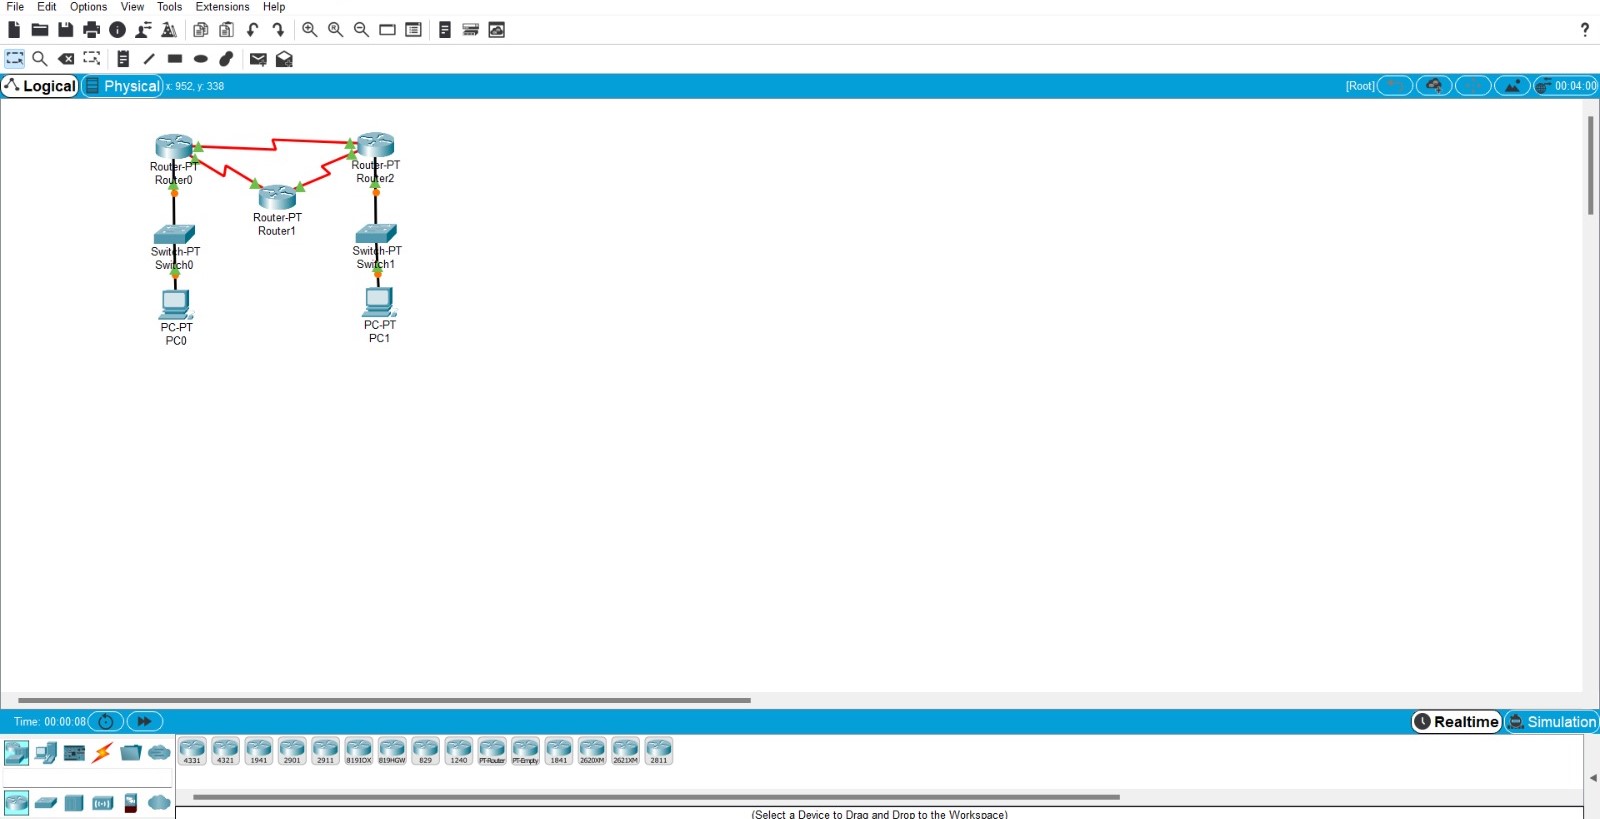 File Edit Options View Tools Extensions Help
?
Logical Physical x: 952, y: 338 [Root] 00:04:00
Router-PT
Router0
Router-PT
Router2
Router-PT
Router1
Switch-PT
Switch0
Switch-PT
Switch1
PC-PT
PC0
PC-PT
PC1
Time: 00:00:08 Realtime Simulation
4331 4321 1941 2901 2911 819IOX 819HGW 829 1240 PT-Router PT-Empty 1841 2620XM 2621XM 2811
(Select a Device to Drag and Drop to the Workspace)